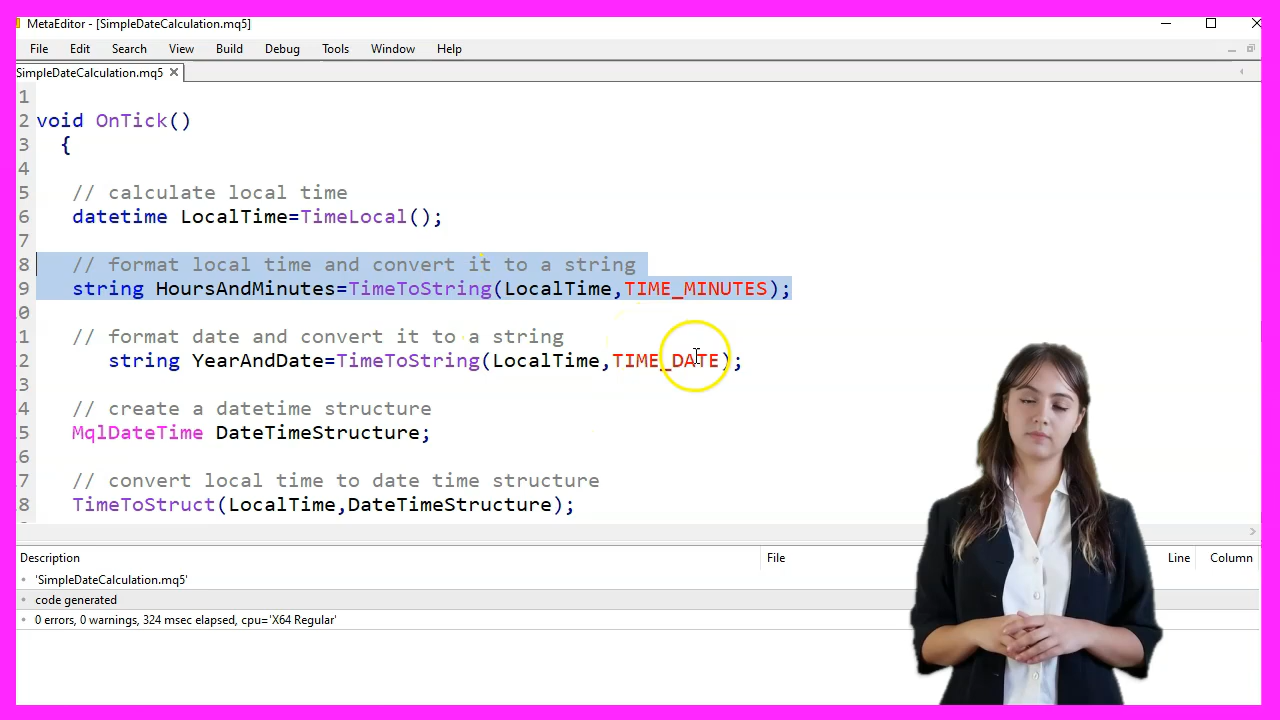 MetaEditor - [SimpleDateCalculation.mq5]
File Edit Search View Build Debug Tools Window Help
SimpleDateCalculation.mq5
1
2 void OnTick()
3 {
4
5 // calculate local time
6 datetime LocalTime=TimeLocal();
7
8 // format local time and convert it to a string
9 string HoursAndMinutes=TimeToString(LocalTime,TIME_MINUTES);
0
1 // format date and convert it to a string
2 string YearAndDate=TimeToString(LocalTime,TIME_DATE);
3
4 // create a datetime structure
5 MqlDateTime DateTimeStructure;
6
7 // convert local time to date time structure
8 TimeToStruct(LocalTime,DateTimeStructure);
Description File Line Column
'SimpleDateCalculation.mq5'
code generated
0 errors, 0 warnings, 324 msec elapsed, cpu='X64 Regular'